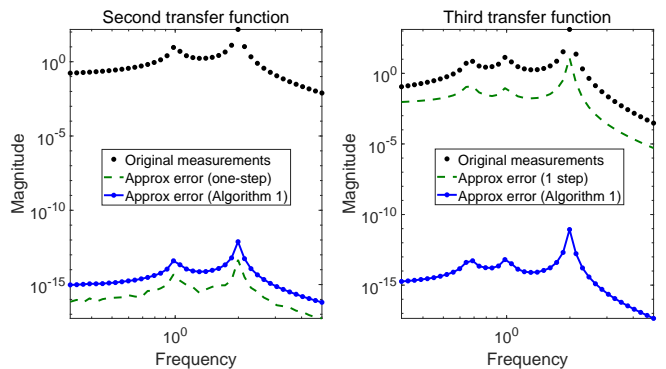 Second transfer function
10^0
10^-5
10^-10
10^-15
Magnitude
Original measurements
Approx error (one-step)
Approx error (Algorithm 1)
10^0
Frequency
Third transfer function
10^0
10^-5
10^-10
10^-15
Magnitude
Original measurements
Approx error (1 step)
Approx error (Algorithm 1)
10^0
Frequency